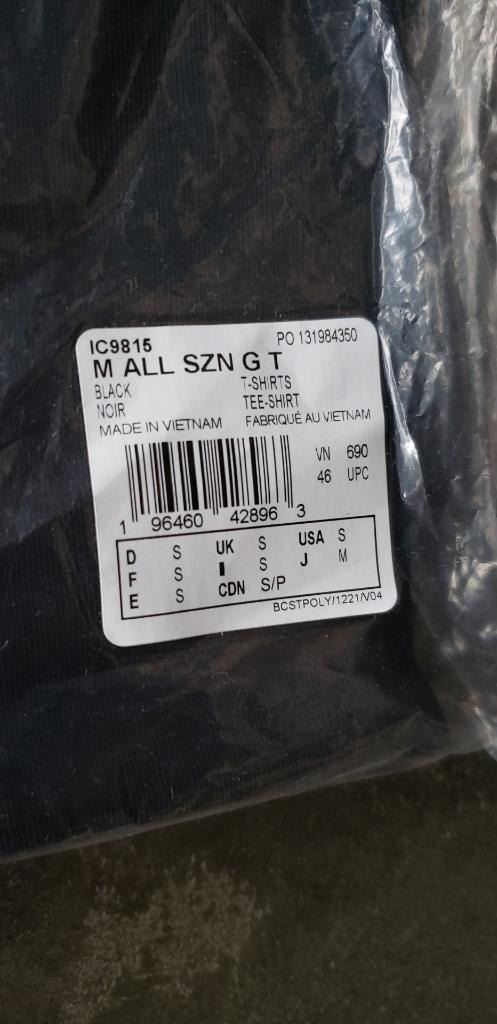 IC9815 PO 131984350
M ALL SZN G T
BLACK T-SHIRTS
NOIR TEE-SHIRT
MADE IN VIETNAM FABRIQUÉ AU VIETNAM
VN 690
46 UPC
1 96460 42896 3
D S UK S USA S
F S I S J M
E S CDN S/P
BCSTPOLY/1221/V04